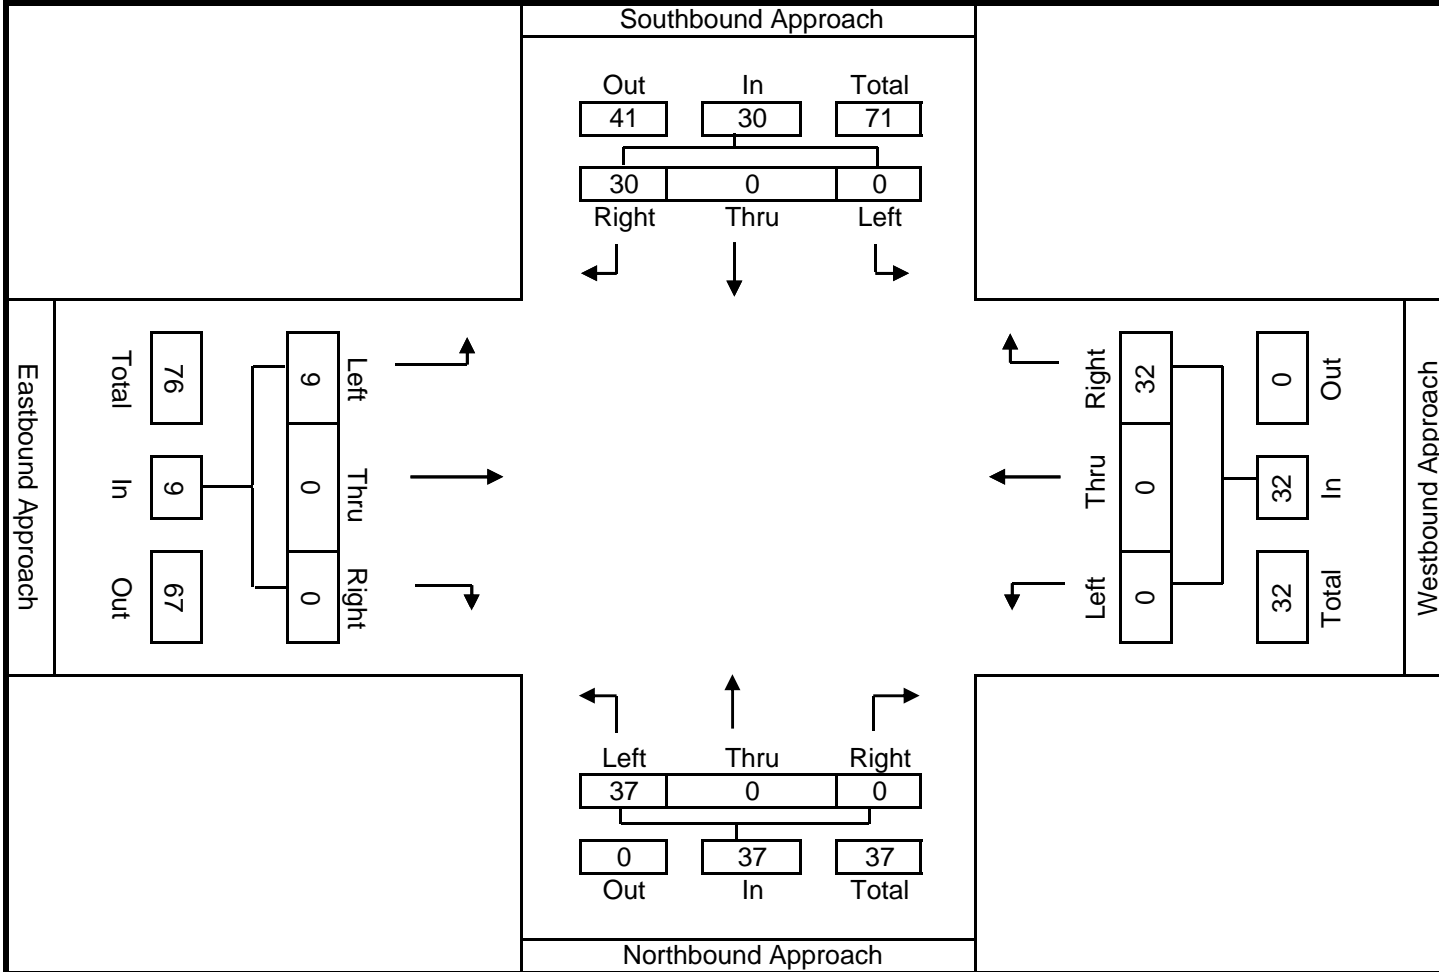 Southbound Approach
Out In Total
41 30 71
30 0 0
Right Thru Left
Eastbound Approach
Total In Out
76 9 67
9 0 0
Left Thru Right
Right Thru Left
32 0 0
0 32 32
Out In Total
Westbound Approach
Left Thru Right
37 0 0
0 37 37
Out In Total
Northbound Approach